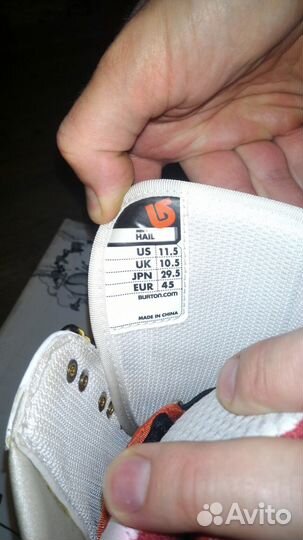 HAIL
US 11.5
UK 10.5
JPN 29.5
EUR 45
BURTON.COM
MADE IN CHINA
Avito